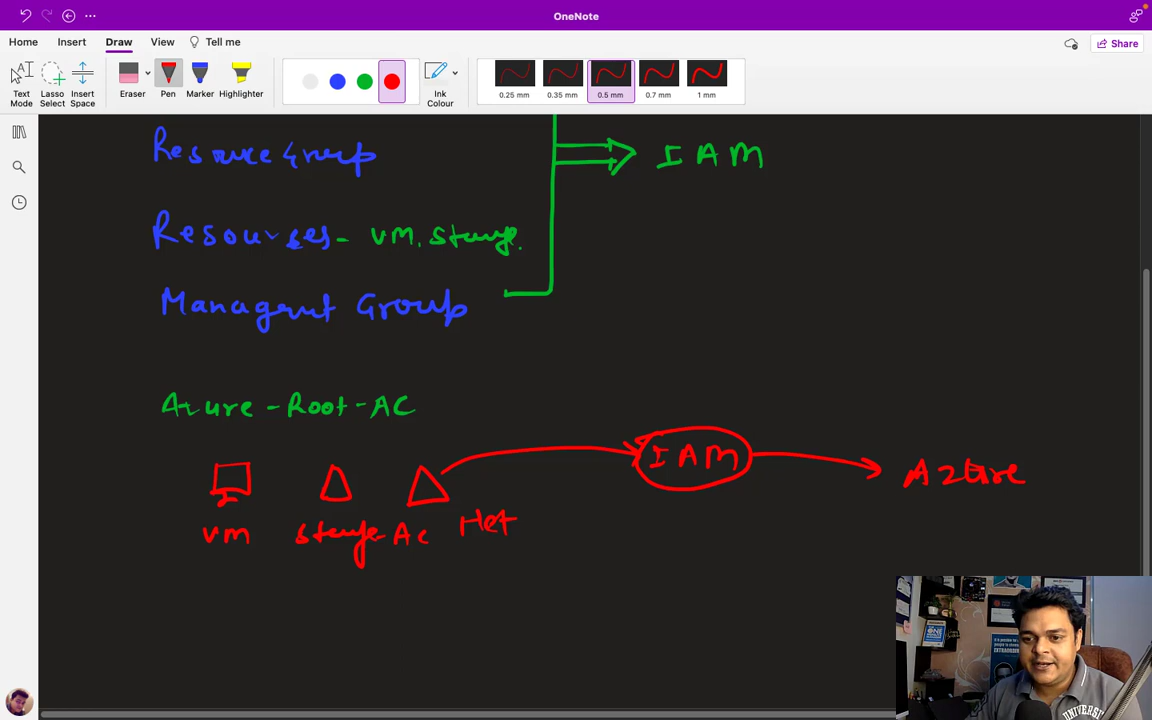 OneNote
Home Insert Draw View Tell me
Share
Text Mode
Lasso Select
Insert Space
Eraser
Pen
Marker
Highlighter
Ink Colour
0.25 mm
0.35 mm
0.5 mm
0.7 mm
1 mm
Resource Group
IAM
Resources - VM, Storage.
Managent Group
Azure - Root - AC
IAM
Azure
VM
Storage Ac
Het